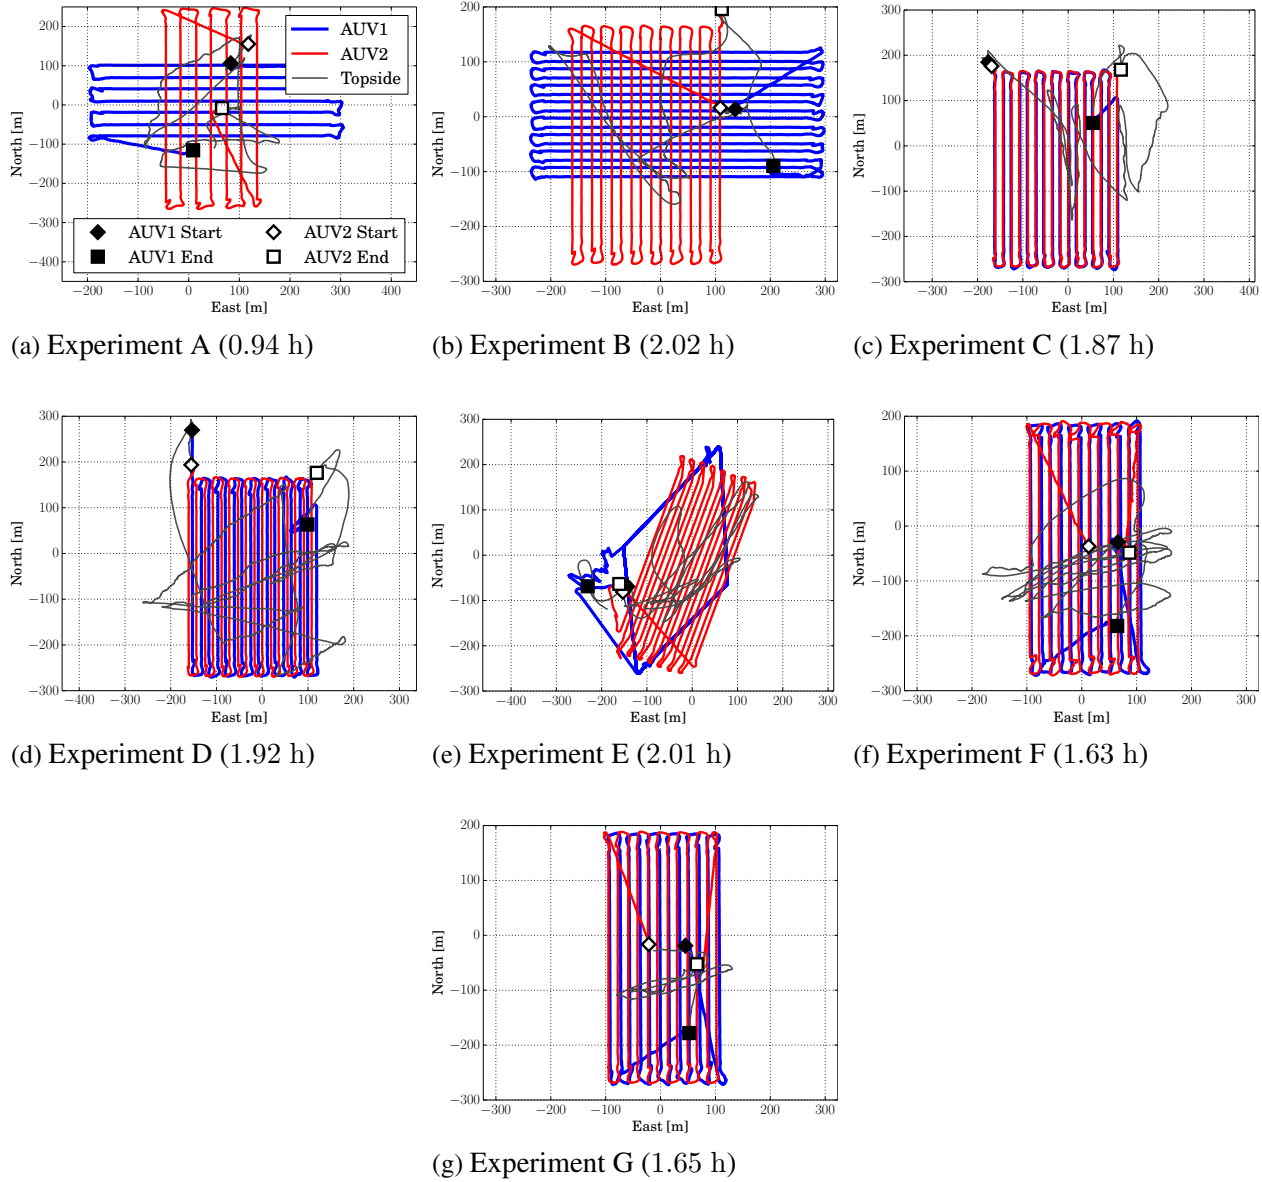 200
100
0
−100
−200
−300
−400
North [m]
AUV1
AUV2
Topside
AUV1 Start
AUV2 Start
AUV1 End
AUV2 End
−200 −100 0 100 200 300 400
East [m]
(a) Experiment A (0.94 h)
200
100
0
−100
−200
−300
North [m]
−300 −200 −100 0 100 200 300
East [m]
(b) Experiment B (2.02 h)
300
200
100
0
−100
−200
−300
North [m]
−300 −200 −100 0 100 200 300 400
East [m]
(c) Experiment C (1.87 h)
300
200
100
0
−100
−200
−300
North [m]
−400 −300 −200 −100 0 100 200 300
East [m]
(d) Experiment D (1.92 h)
300
200
100
0
−100
−200
−300
North [m]
−400 −300 −200 −100 0 100 200 300
East [m]
(e) Experiment E (2.01 h)
200
100
0
−100
−200
−300
North [m]
−300 −200 −100 0 100 200 300
East [m]
(f) Experiment F (1.63 h)
200
100
0
−100
−200
−300
North [m]
−300 −200 −100 0 100 200 300
East [m]
(g) Experiment G (1.65 h)